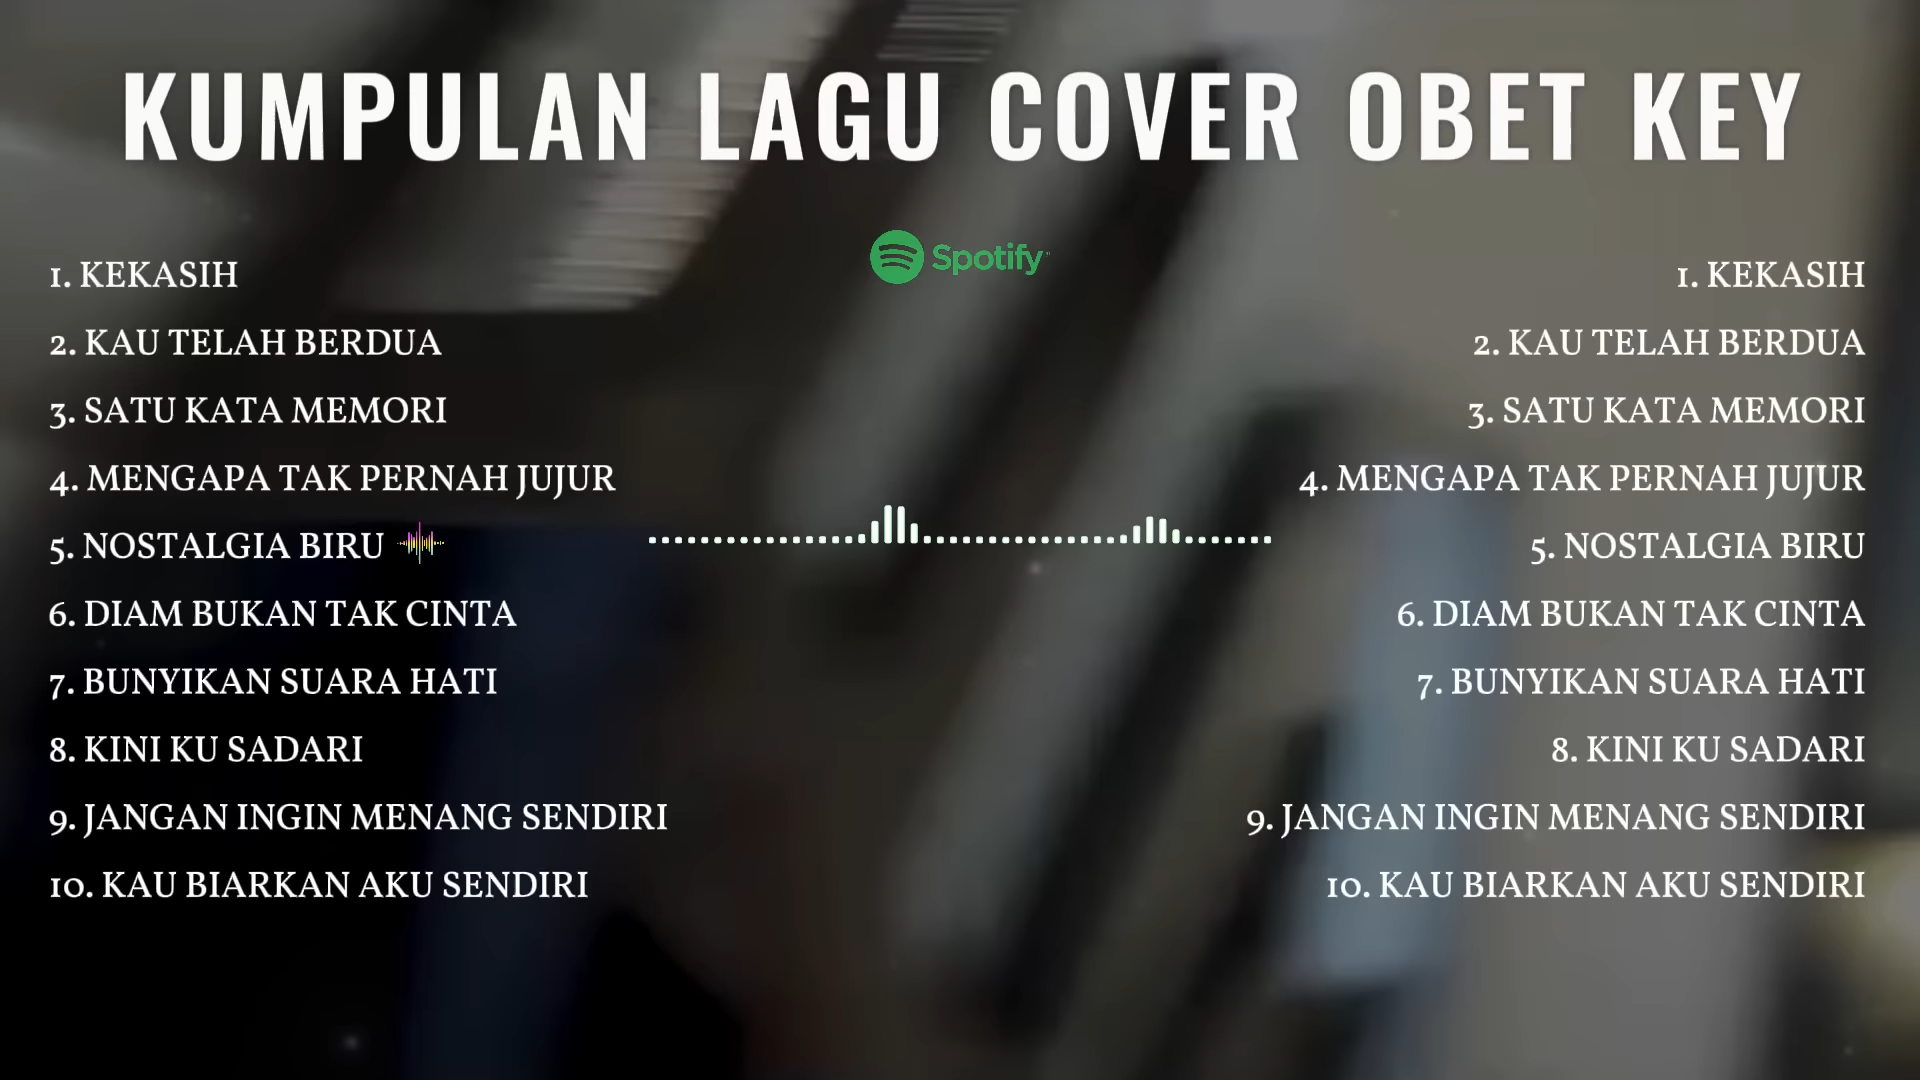 KUMPULAN LAGU COVER OBET KEY
Spotify
1. KEKASIH
2. KAU TELAH BERDUA
3. SATU KATA MEMORI
4. MENGAPA TAK PERNAH JUJUR
5. NOSTALGIA BIRU
6. DIAM BUKAN TAK CINTA
7. BUNYIKAN SUARA HATI
8. KINI KU SADARI
9. JANGAN INGIN MENANG SENDIRI
10. KAU BIARKAN AKU SENDIRI
1. KEKASIH
2. KAU TELAH BERDUA
3. SATU KATA MEMORI
4. MENGAPA TAK PERNAH JUJUR
5. NOSTALGIA BIRU
6. DIAM BUKAN TAK CINTA
7. BUNYIKAN SUARA HATI
8. KINI KU SADARI
9. JANGAN INGIN MENANG SENDIRI
10. KAU BIARKAN AKU SENDIRI